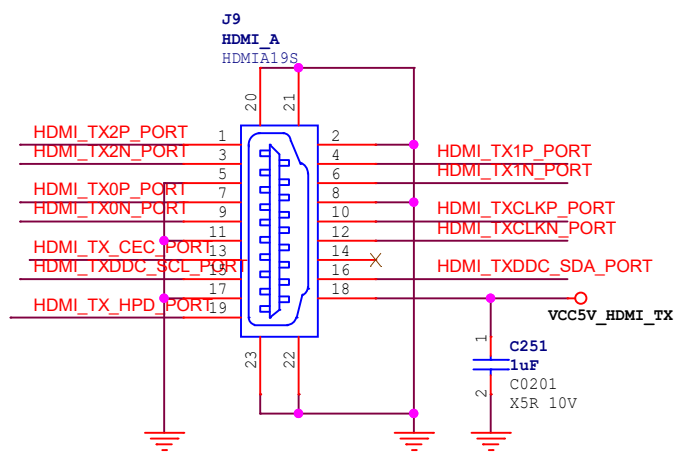 J9
HDMI_A
HDMIA19S
20
21
HDMI_TX2P_PORT
1
2
HDMI_TX2N_PORT
3
4
HDMI_TX1P_PORT
5
6
HDMI_TX1N_PORT
HDMI_TX0P_PORT
7
8
HDMI_TX0N_PORT
9
10
HDMI_TXCLKP_PORT
11
12
HDMI_TXCLKN_PORT
HDMI_TX_CEC_PORT
13
14
HDMI_TXDDC_SCL_PORT
15
16
HDMI_TXDDC_SDA_PORT
17
18
HDMI_TX_HPD_PORT
19
VCC5V_HDMI_TX
23
22
1
C251
1uF
2
C0201
X5R 10V